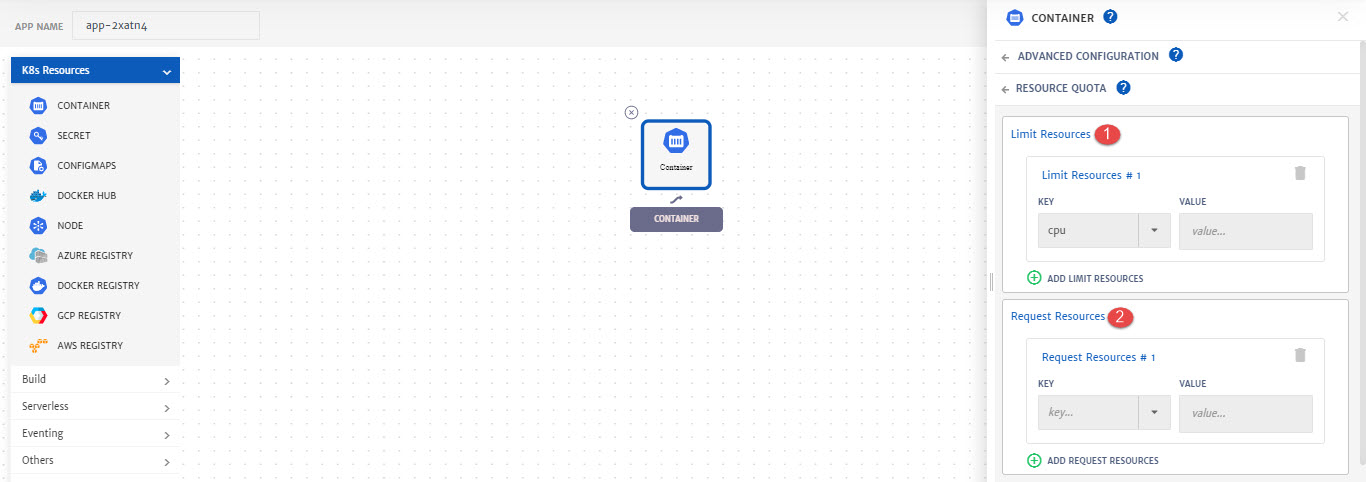 APP NAME
app-2xatn4
K8s Resources
CONTAINER
SECRET
CONFIGMAPS
DOCKER HUB
NODE
AZURE REGISTRY
DOCKER REGISTRY
GCP REGISTRY
AWS REGISTRY
Build
Serverless
Eventing
Others
Container
CONTAINER
CONTAINER ?
ADVANCED CONFIGURATION ?
RESOURCE QUOTA ?
Limit Resources 1
Limit Resources # 1
KEY VALUE
cpu value...
ADD LIMIT RESOURCES
Request Resources 2
Request Resources # 1
KEY VALUE
key... value...
ADD REQUEST RESOURCES